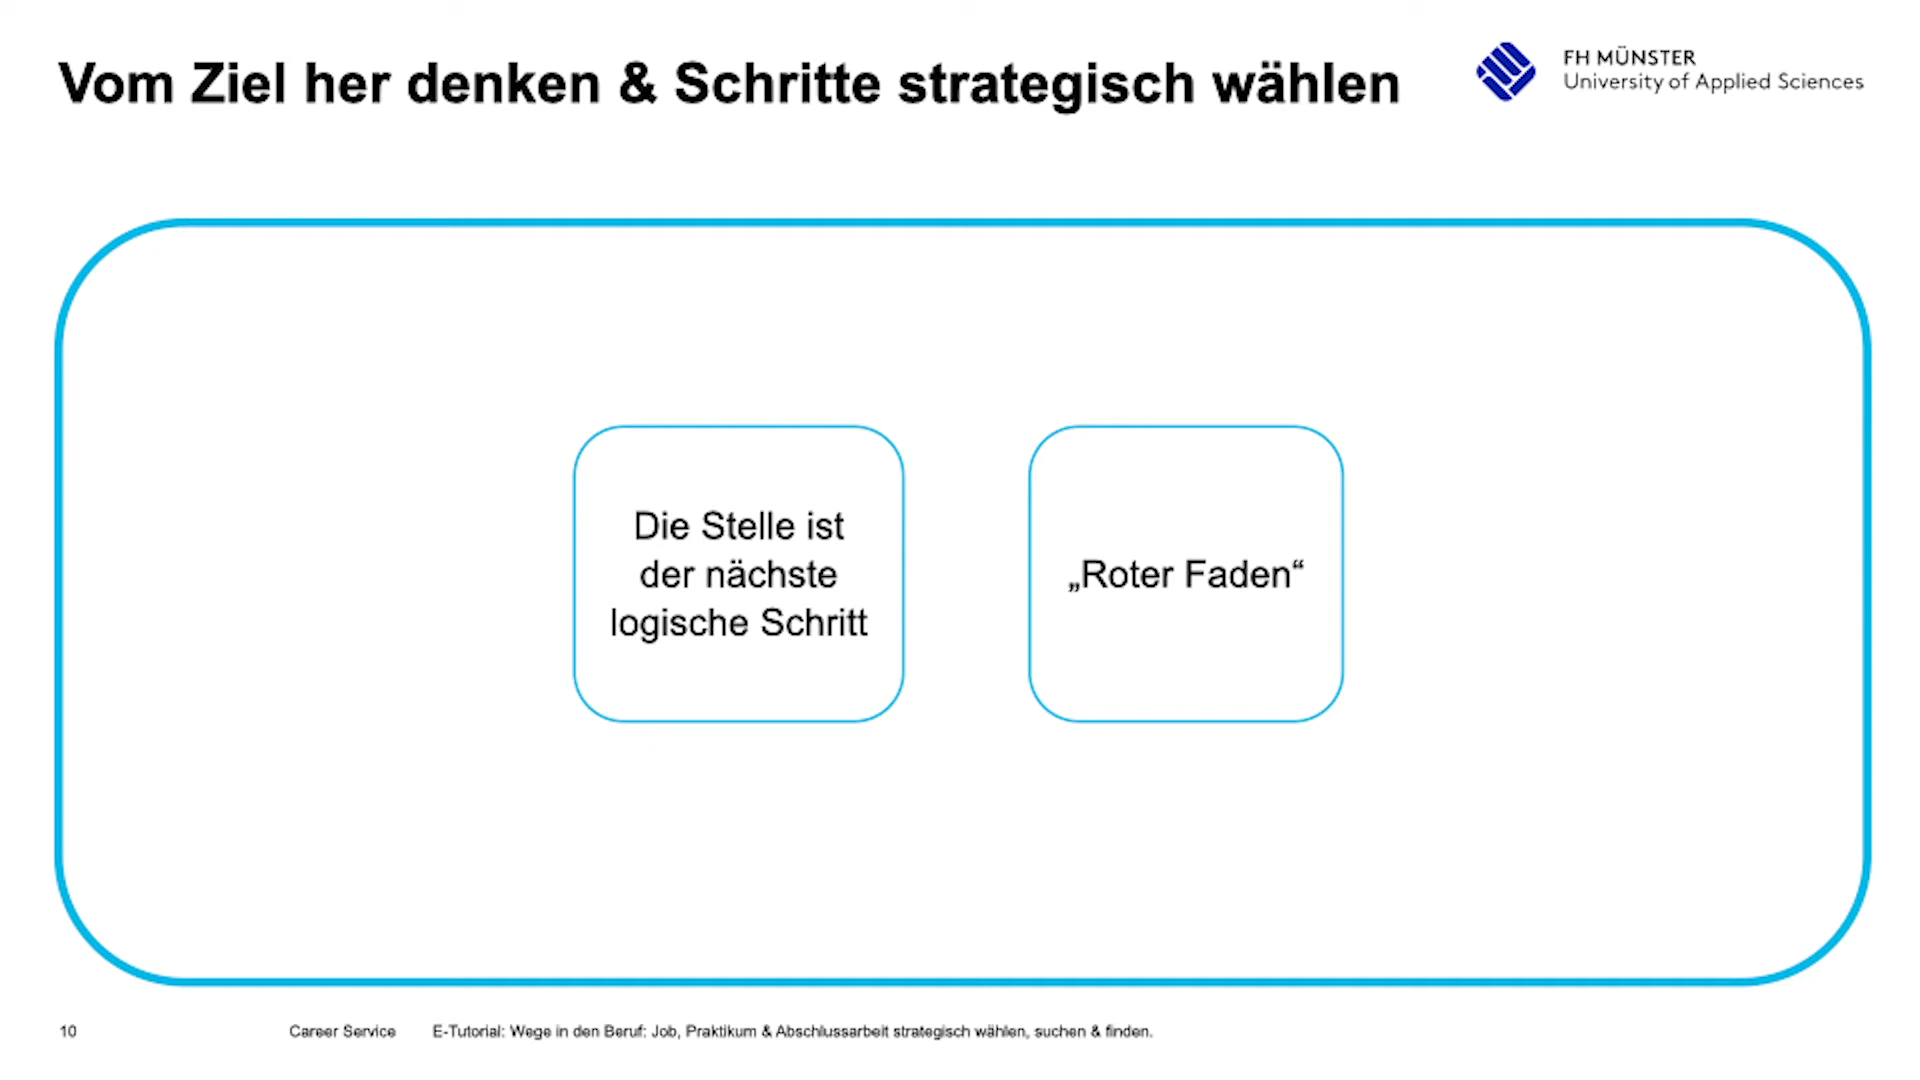 Vom Ziel her denken & Schritte strategisch wählen
FH MÜNSTER
University of Applied Sciences
Die Stelle ist
der nächste
logische Schritt
„Roter Faden“
10
Career Service
E-Tutorial: Wege in den Beruf: Job, Praktikum & Abschlussarbeit strategisch wählen, suchen & finden.